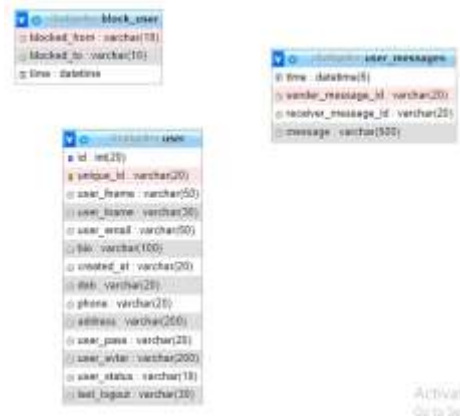 block_user
blocked_from : varchar(10)
blocked_to : varchar(10)
time : datetime
user_messages
time : datetime(6)
sender_message_id : varchar(20)
receiver_message_id : varchar(20)
message : varchar(500)
user
id : int(20)
unique_id : varchar(20)
user_fname : varchar(50)
user_lname : varchar(50)
user_email : varchar(50)
bio : varchar(100)
created_at : varchar(20)
dob : varchar(20)
phone : varchar(20)
address : varchar(200)
user_pass : varchar(20)
user_avtar : varchar(200)
user_status : varchar(10)
last_logout : varchar(20)